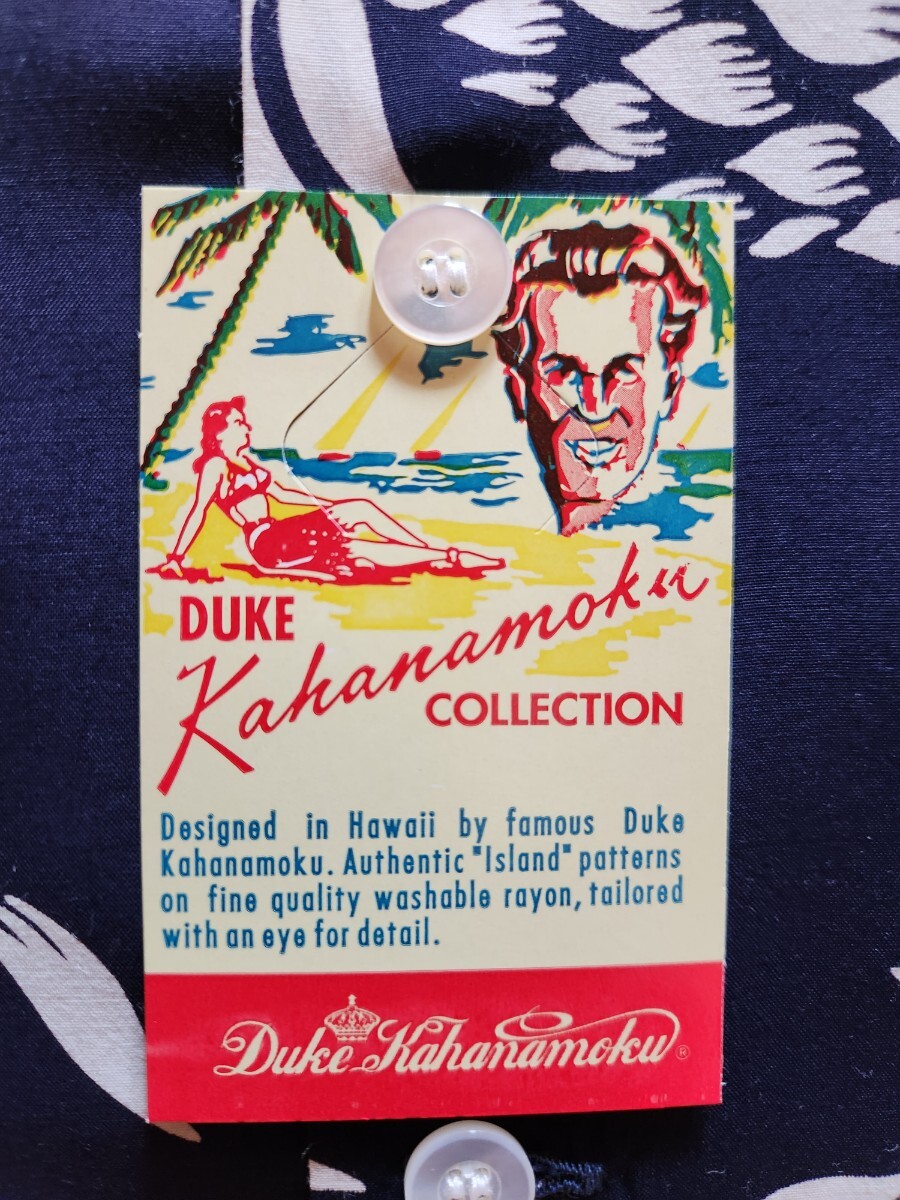 DUKE
Kahanamoku
COLLECTION
Designed in Hawaii by famous Duke
Kahanamoku. Authentic "Island" patterns
on fine quality washable rayon, tailored
with an eye for detail.
Duke Kahanamoku®